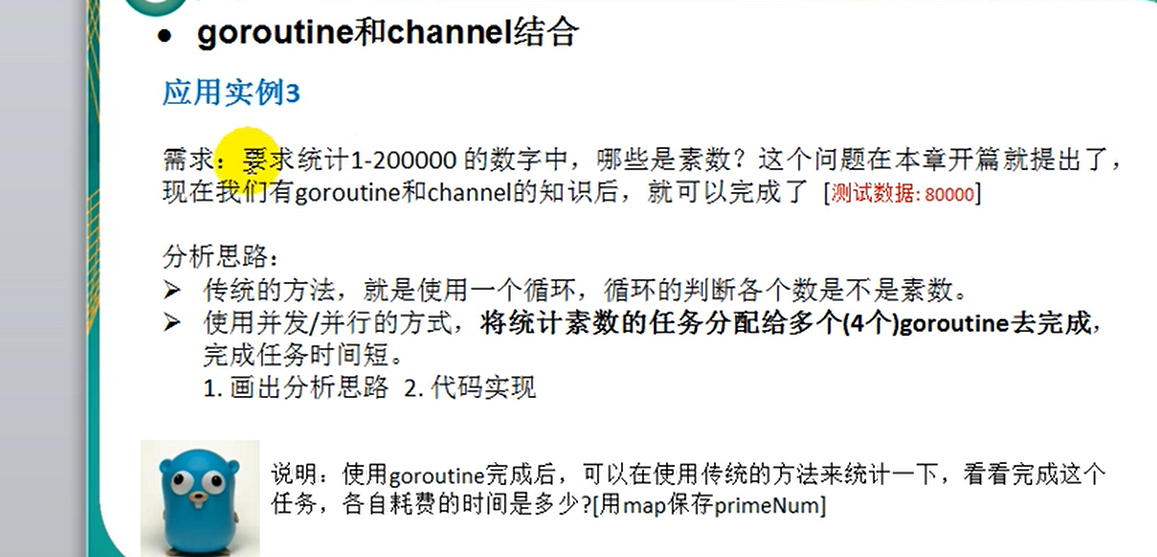 ● goroutine和channel结合
应用实例3
需求：要求统计1-200000 的数字中，哪些是素数？这个问题在本章开篇就提出了，
现在我们有goroutine和channel的知识后，就可以完成了 [测试数据: 80000]
分析思路：
➢ 传统的方法，就是使用一个循环，循环的判断各个数是不是素数。
➢ 使用并发/并行的方式，将统计素数的任务分配给多个(4个)goroutine去完成，
完成任务时间短。
1. 画出分析思路 2. 代码实现
说明：使用goroutine完成后，可以在使用传统的方法来统计一下，看看完成这个
任务，各自耗费的时间是多少?[用map保存primeNum]